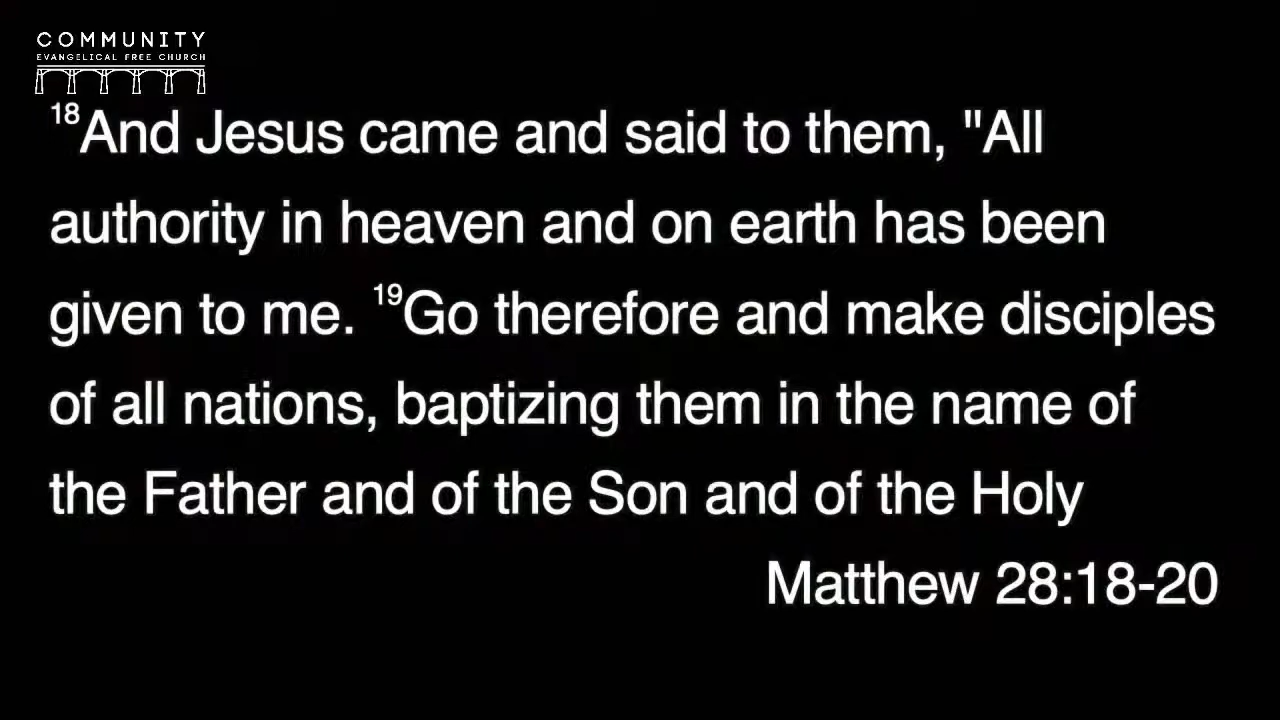 COMMUNITY
EVANGELICAL FREE CHURCH
18And Jesus came and said to them, "All
authority in heaven and on earth has been
given to me. 19Go therefore and make disciples
of all nations, baptizing them in the name of
the Father and of the Son and of the Holy
Matthew 28:18-20